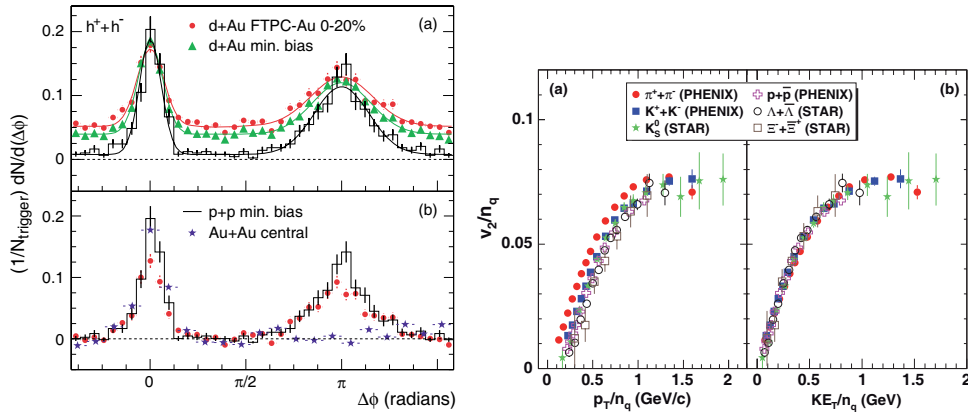 h⁺+h⁻
(a)
d+Au FTPC-Au 0-20%
d+Au min. bias
0.2
0.1
0
(1/N_trigger) dN/d(Δϕ)
(b)
p+p min. bias
Au+Au central
0.2
0.1
0
0
π/2
π
Δϕ (radians)
(a)
π⁺+π⁻ (PHENIX)
K⁺+K⁻ (PHENIX)
K⁰_S (STAR)
p+p̅ (PHENIX)
Λ+Λ̅ (STAR)
Ξ⁻+Ξ̅⁺ (STAR)
(b)
0.1
0.05
0
v₂/n_q
0
0.5
1
1.5
2
p_T/n_q (GeV/c)
0
0.5
1
1.5
2
KE_T/n_q (GeV)